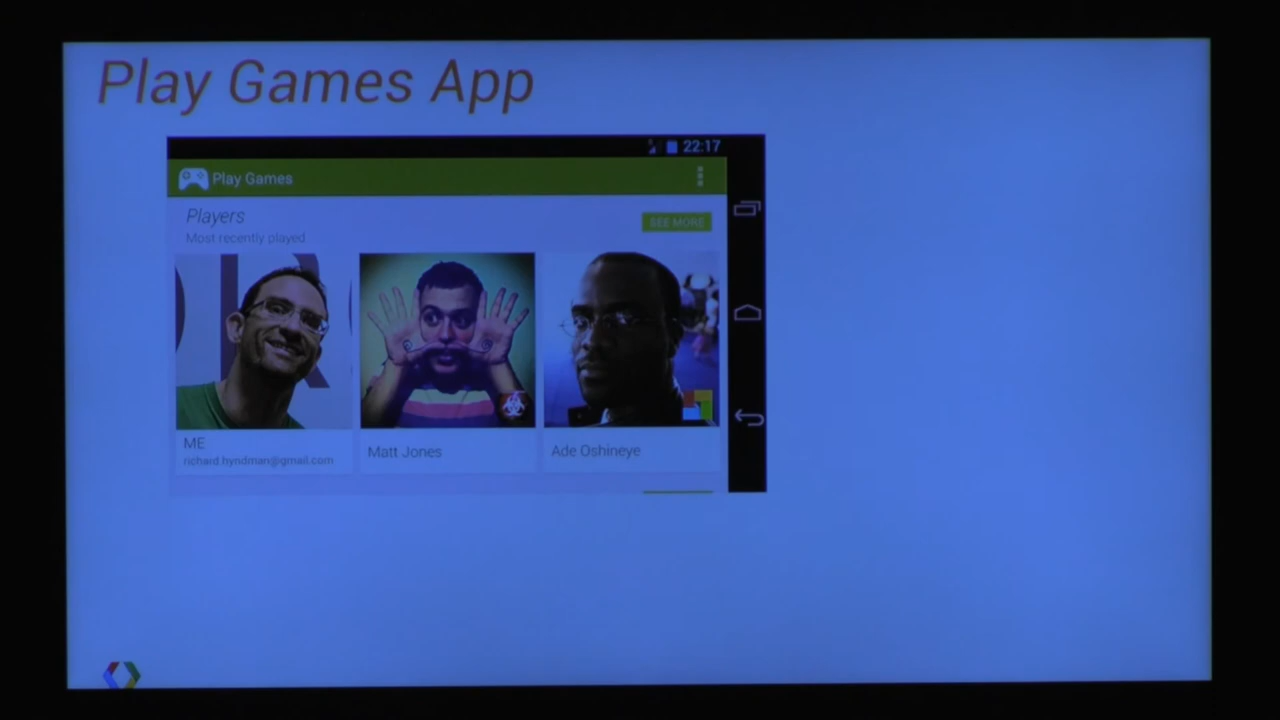 Play Games App
22:17
Play Games
Players
SEE MORE
Most recently played
ME
richard.hyndman@gmail.com
Matt Jones
Ade Oshineye